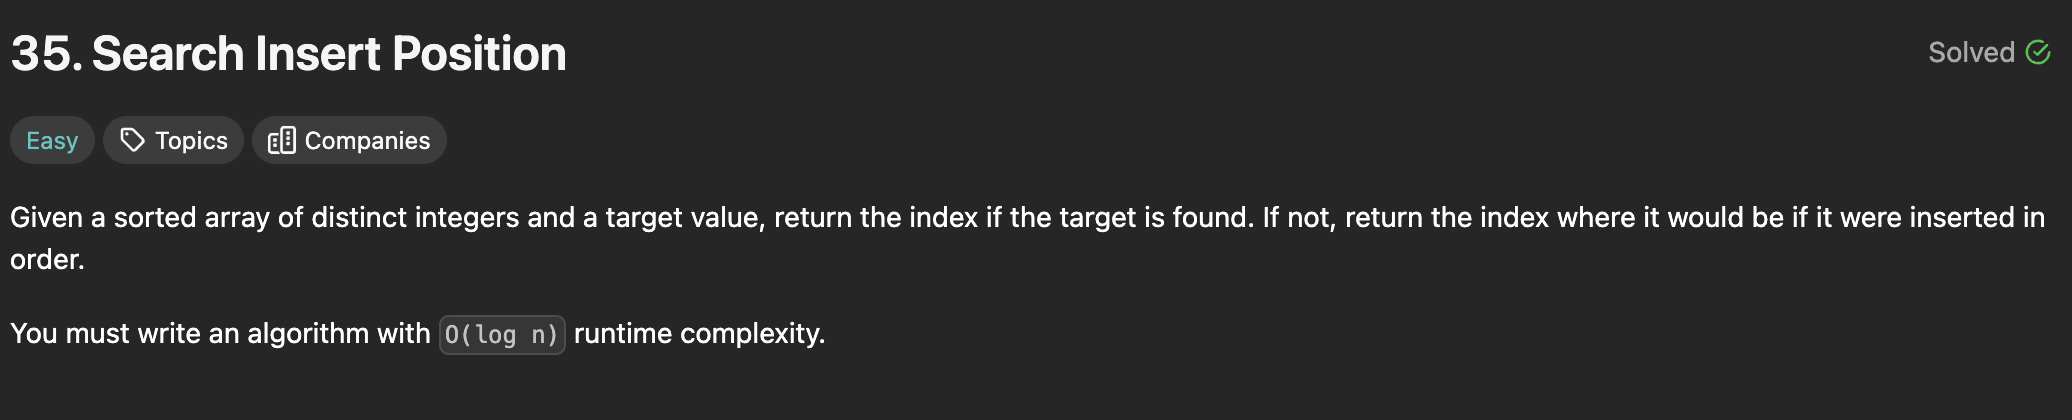 35. Search Insert Position
Solved
Easy
Topics
Companies
Given a sorted array of distinct integers and a target value, return the index if the target is found. If not, return the index where it would be if it were inserted in
order.
You must write an algorithm with O(log n) runtime complexity.